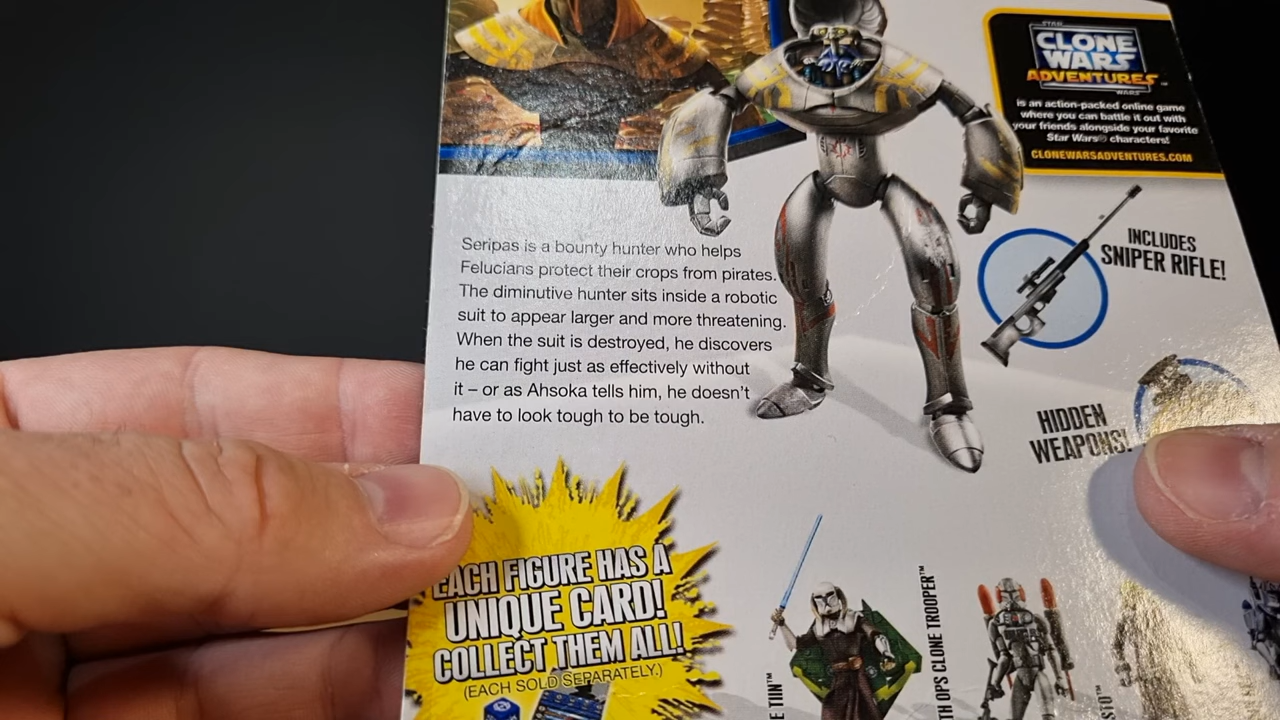 STAR
CLONE
WARS
ADVENTURES™
WARS
is an action-packed online game
where you can battle it out with
your friends alongside your favorite
Star Wars® characters!
CLONEWARSADVENTURES.COM
INCLUDES
SNIPER RIFLE!
Seripas is a bounty hunter who helps
Felucians protect their crops from pirates.
The diminutive hunter sits inside a robotic
suit to appear larger and more threatening.
When the suit is destroyed, he discovers
he can fight just as effectively without
it – or as Ahsoka tells him, he doesn't
have to look tough to be tough.
HIDDEN
WEAPONS!
EACH FIGURE HAS A
UNIQUE CARD!
COLLECT THEM ALL!
(EACH SOLD SEPARATELY.)
TIIN™
OPS CLONE TROOPER™